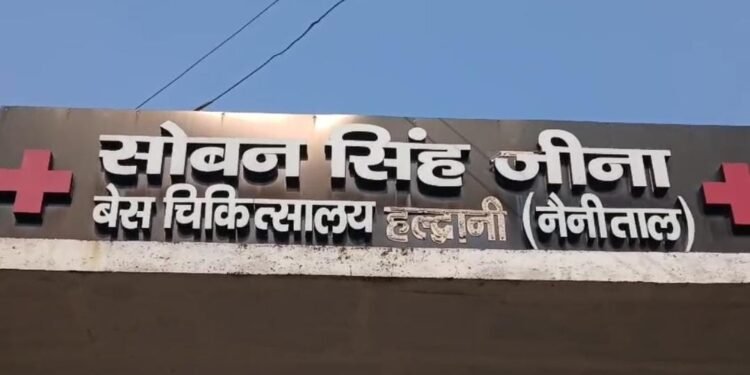 सोबन सिंह जीना
बेस चिकित्सालय हल्द्वानी (नैनीताल)